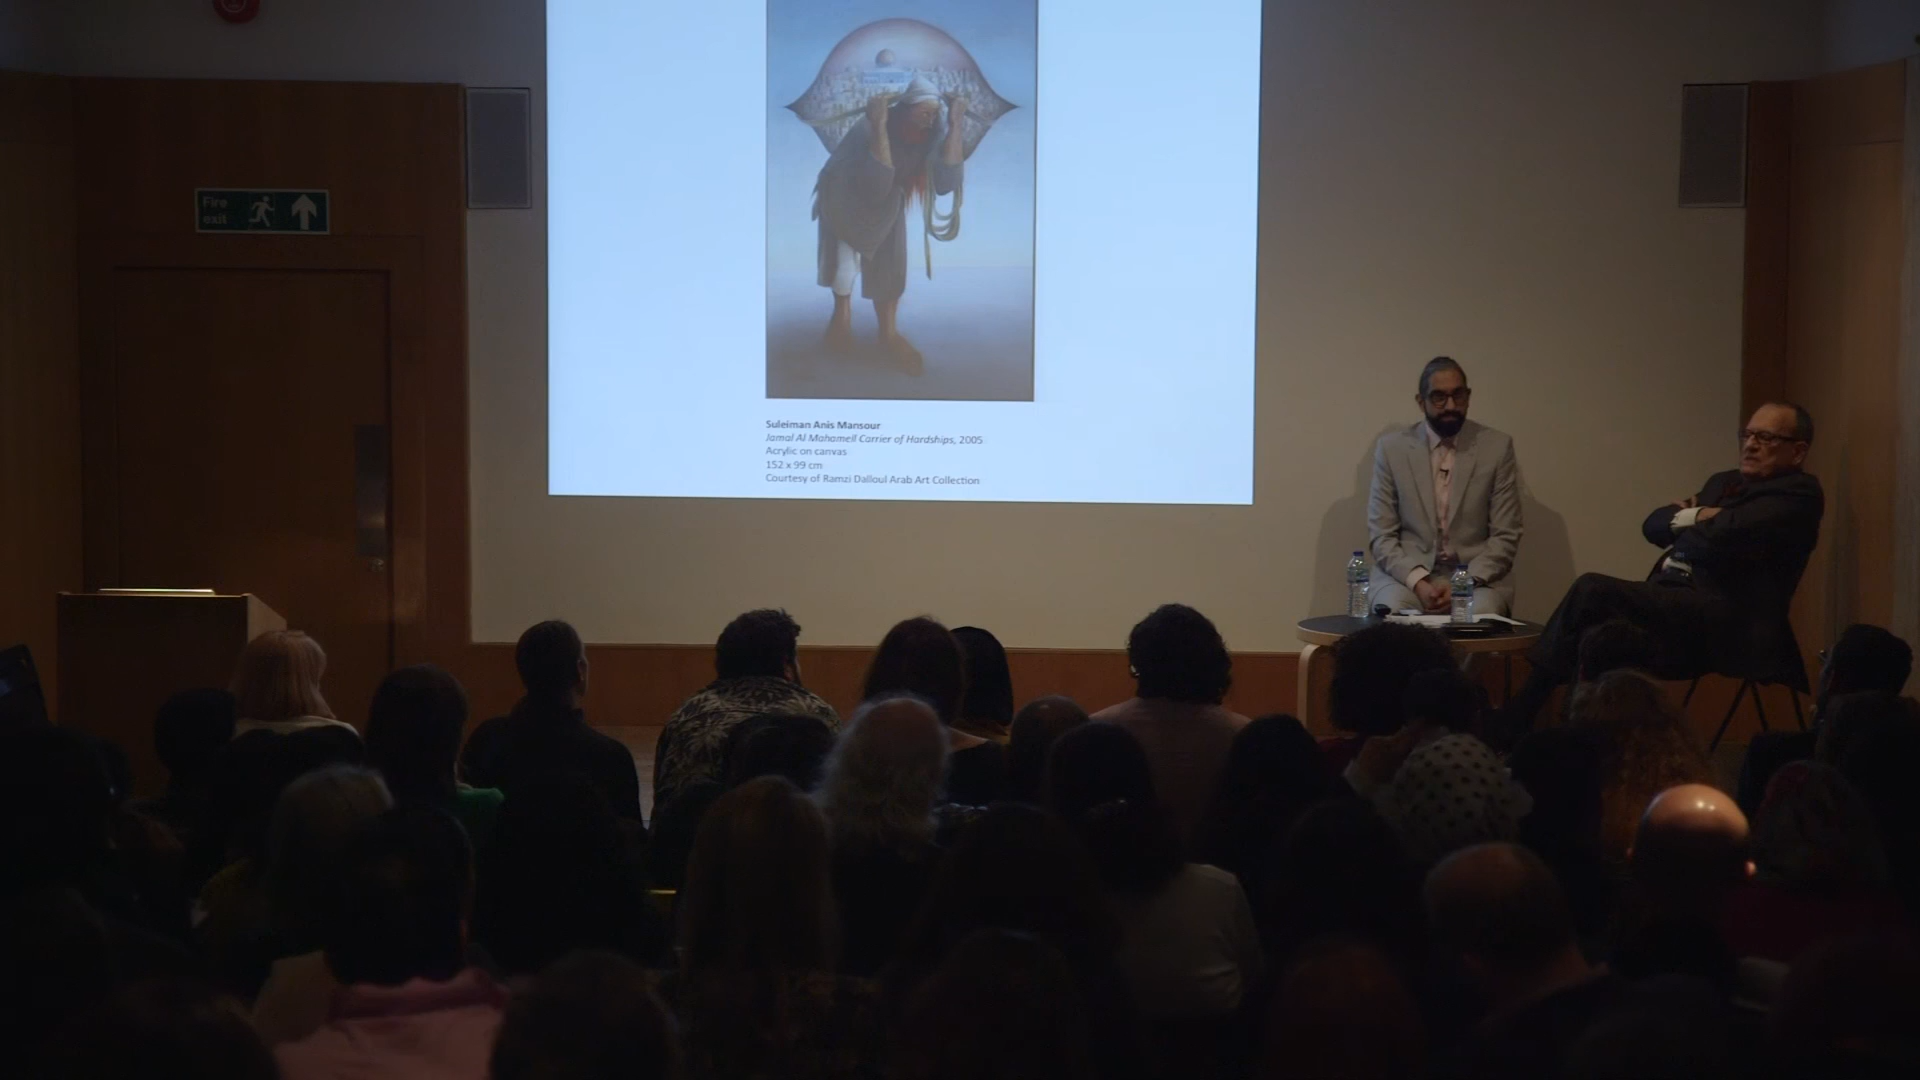 Fire
exit
Suleiman Anis Mansour
Jamal Al Mahamell Carrier of Hardships, 2005
Acrylic on canvas
152 x 99 cm
Courtesy of Ramzi Dalloul Arab Art Collection